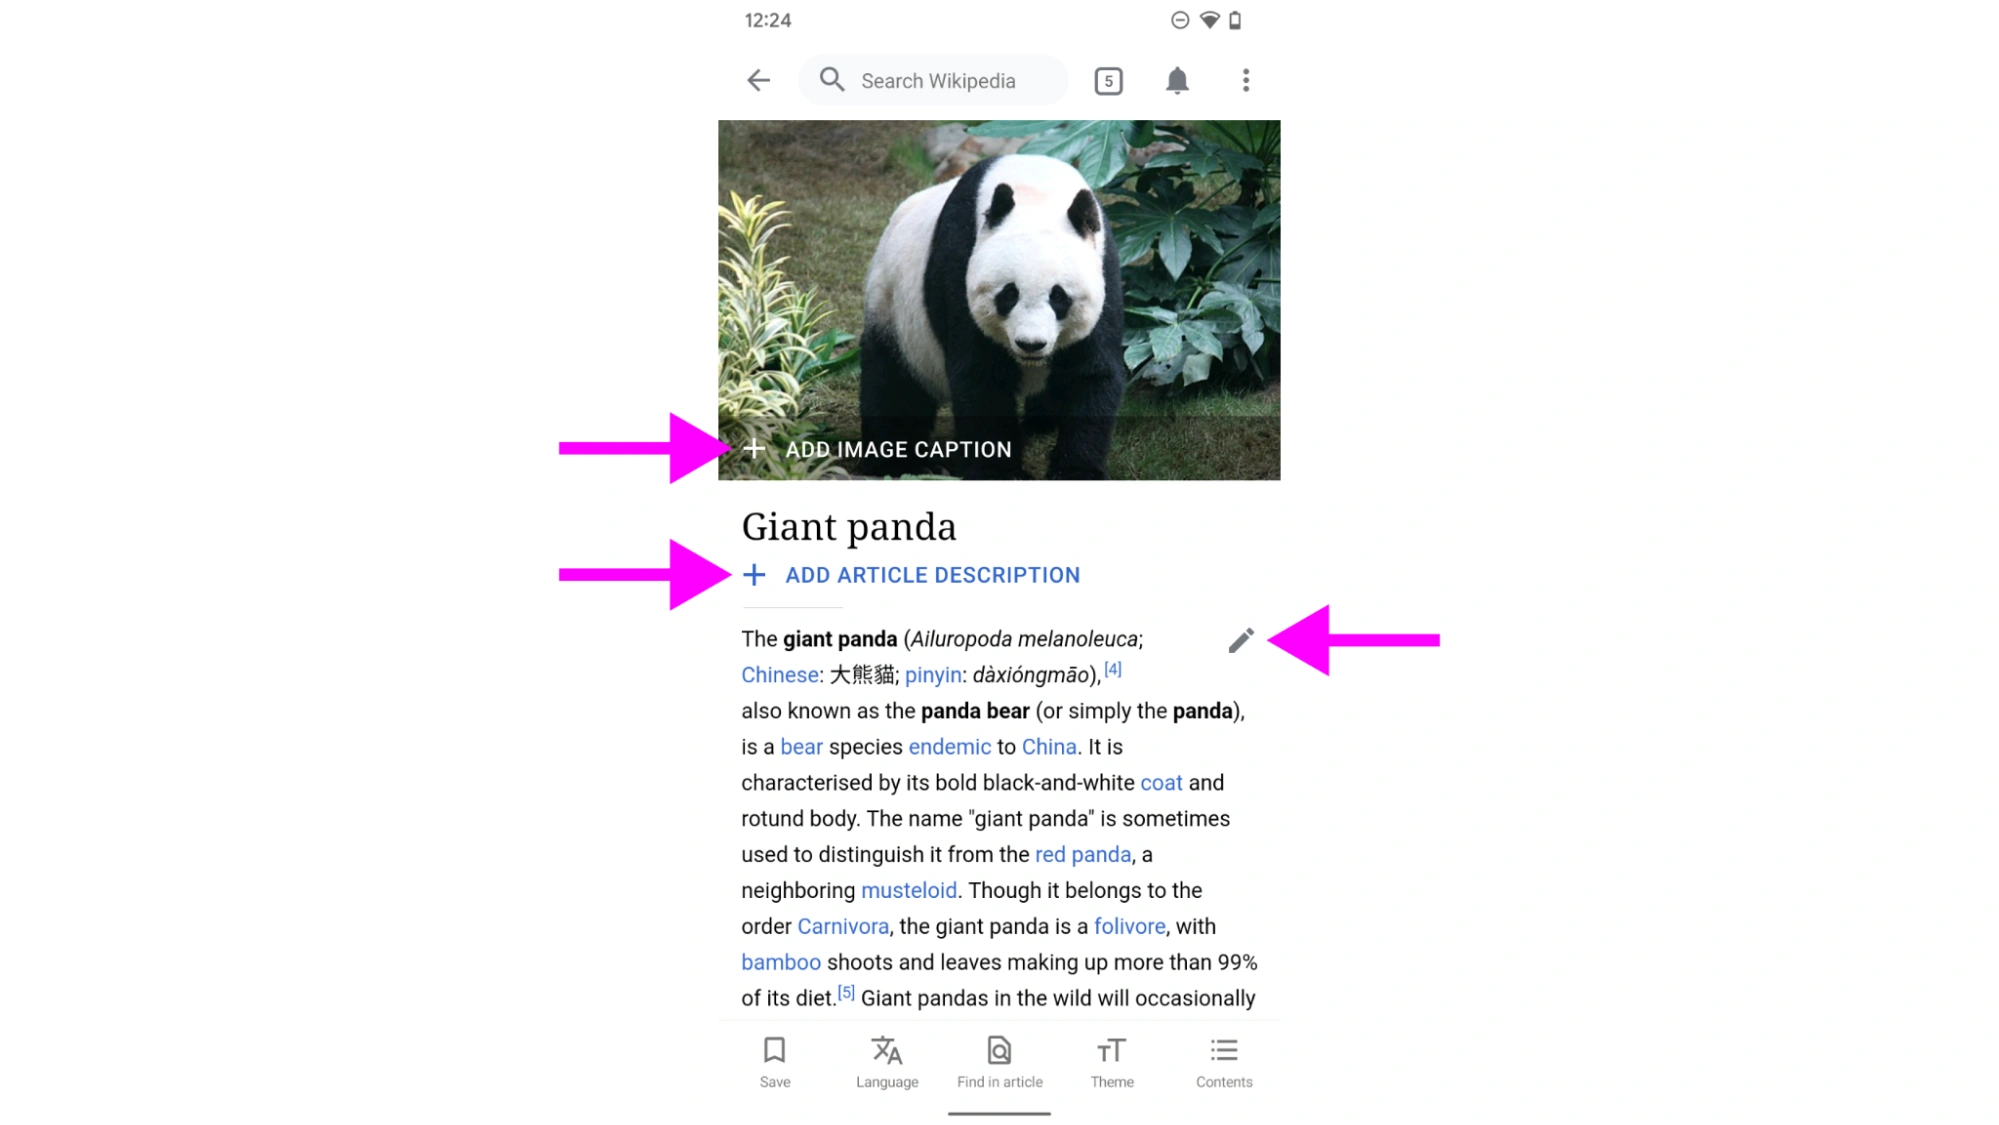 12:24
Search Wikipedia
5
ADD IMAGE CAPTION
Giant panda
ADD ARTICLE DESCRIPTION
The giant panda (Ailuropoda melanoleuca;
Chinese: 大熊貓; pinyin: dàxióngmāo),[4]
also known as the panda bear (or simply the panda),
is a bear species endemic to China. It is
characterised by its bold black-and-white coat and
rotund body. The name "giant panda" is sometimes
used to distinguish it from the red panda, a
neighboring musteloid. Though it belongs to the
order Carnivora, the giant panda is a folivore, with
bamboo shoots and leaves making up more than 99%
of its diet.[5] Giant pandas in the wild will occasionally
Save
Language
Find in article
Theme
Contents